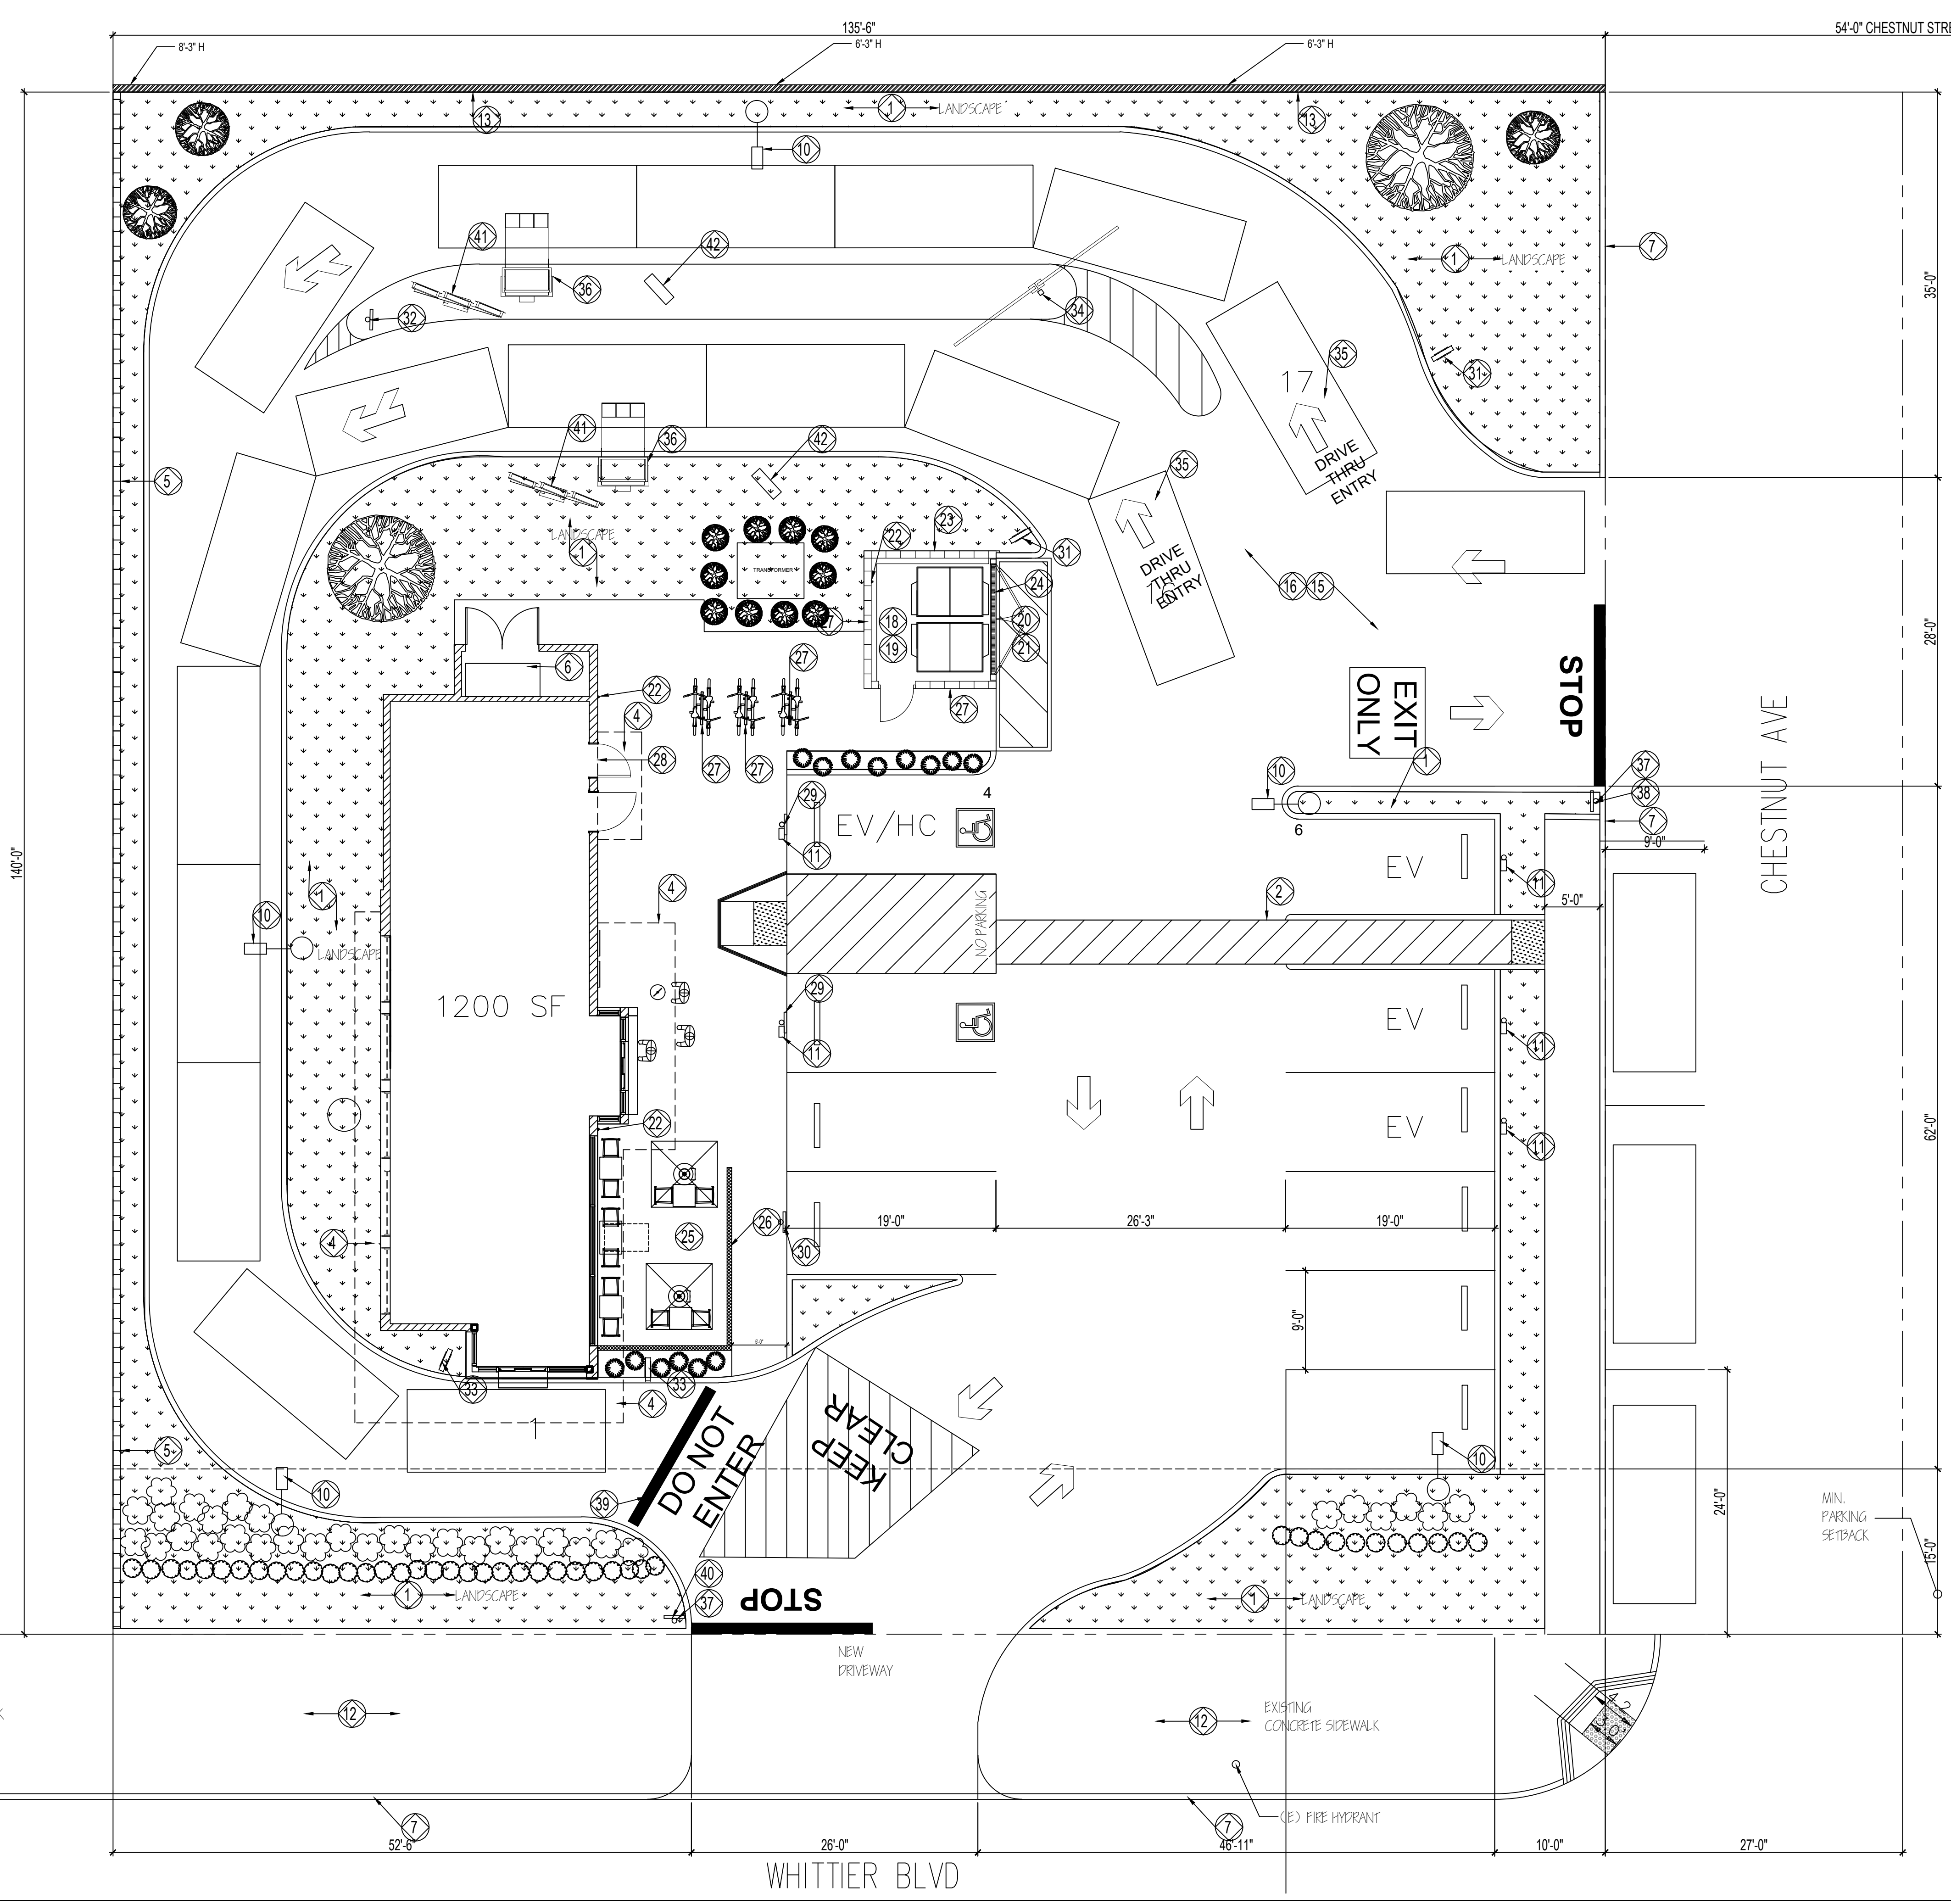 135'-6"
54'-0" CHESTNUT STRE
8'-3" H
6'-3" H
6'-3" H
13
1
LANDSCAPE
13
10
41
42
36
7
1
LANDSCAPE
35'-0"
32
34
35
31
17
DRIVE
THRU
ENTRY
41
36
42
35
5
LANDSCAPE
1
TRANSFORMER
22
23
31
DRIVE
THRU
ENTRY
24
16
15
27
18
19
20
21
28'-0"
6
27
22
4
27
28
27
27
EXIT
ONLY
STOP
CHESTNUT AVE
1
10
37
38
7
9'-0"
29
4
EV/HC
6
11
EV
11
140'-0"
4
2
1
5'-0"
10
LANDSCAPE
NO PARKING
1200 SF
29
11
EV
11
EV
11
22
62'-0"
4
25
26
30
19'-0"
26'-3"
19'-0"
9'-0"
5'-0"
33
33
4
1
DO NOT
ENTER
KEEP
CLEAR
5
10
39
10
24'-0"
MIN.
PARKING
SETBACK
15'-0"
1
LANDSCAPE
40
37
STOP
1
LANDSCAPE
NEW
DRIVEWAY
12
12
EXISTING
CONCRETE SIDEWALK
(E) FIRE HYDRANT
7
7
52'-6"
26'-0"
46'-11"
10'-0"
27'-0"
WHITTIER BLVD